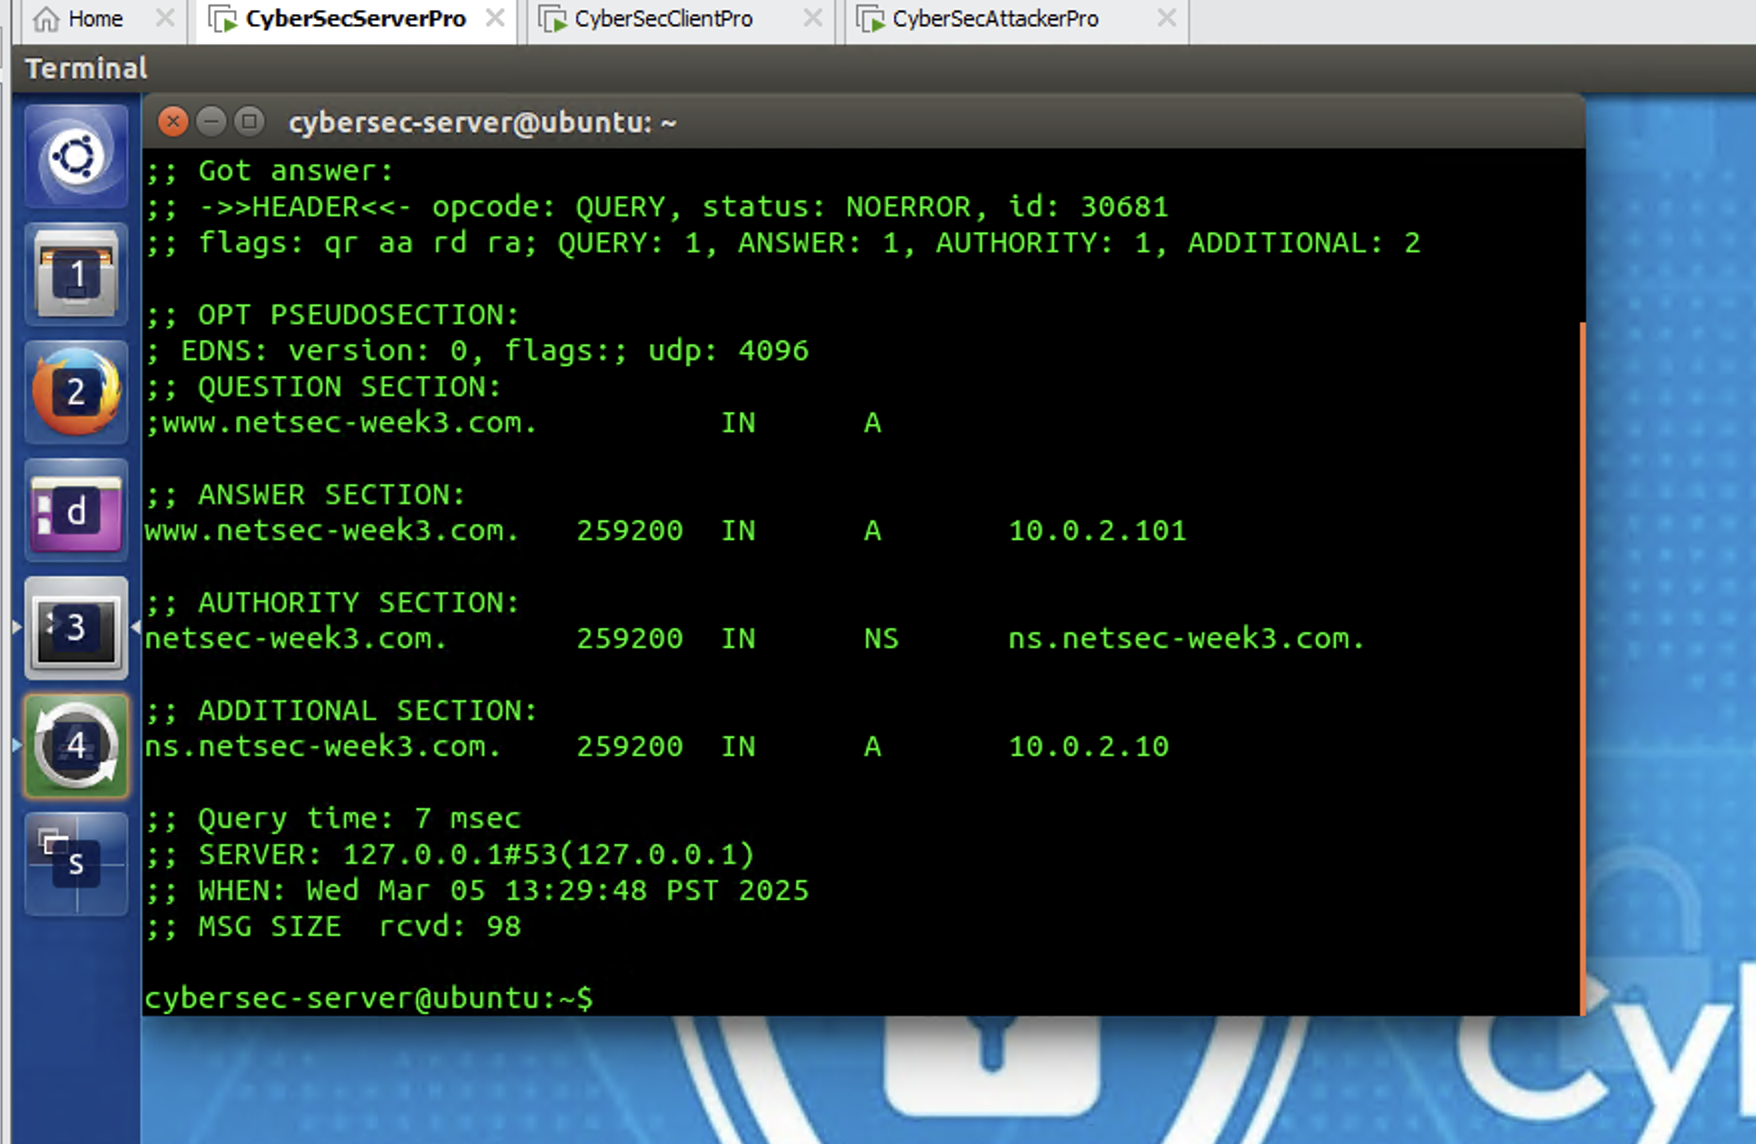 Home
CyberSecServerPro
CyberSecClientPro
CyberSecAttackerPro
Terminal
cybersec-server@ubuntu: ~
;; Got answer:
;; ->>HEADER<<- opcode: QUERY, status: NOERROR, id: 30681
;; flags: qr aa rd ra; QUERY: 1, ANSWER: 1, AUTHORITY: 1, ADDITIONAL: 2
;; OPT PSEUDOSECTION:
; EDNS: version: 0, flags:; udp: 4096
;; QUESTION SECTION:
;www.netsec-week3.com. IN A
;; ANSWER SECTION:
www.netsec-week3.com. 259200 IN A 10.0.2.101
;; AUTHORITY SECTION:
netsec-week3.com. 259200 IN NS ns.netsec-week3.com.
;; ADDITIONAL SECTION:
ns.netsec-week3.com. 259200 IN A 10.0.2.10
;; Query time: 7 msec
;; SERVER: 127.0.0.1#53(127.0.0.1)
;; WHEN: Wed Mar 05 13:29:48 PST 2025
;; MSG SIZE rcvd: 98
cybersec-server@ubuntu:~$
1
2
d
3
4
s
Cy